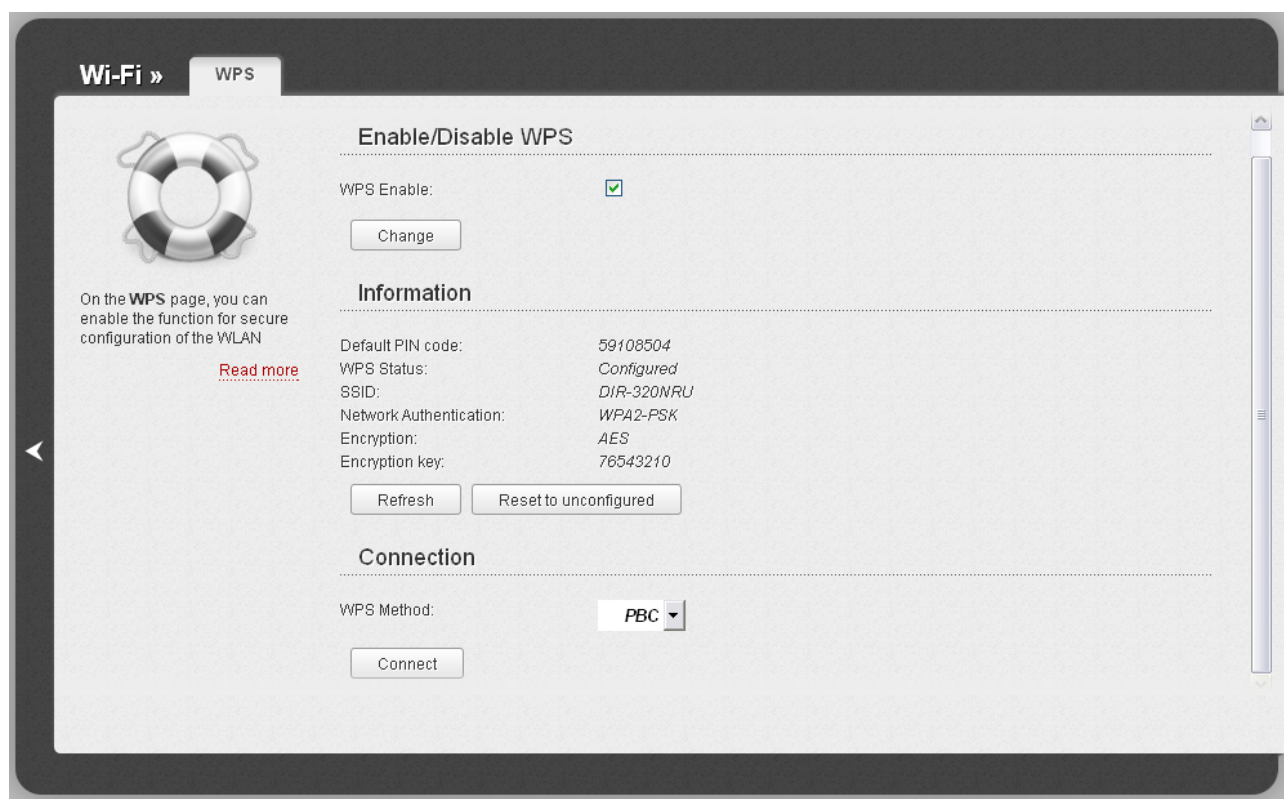 Wi-Fi »
WPS
On the WPS page, you can
enable the function for secure
configuration of the WLAN
Read more
Enable/Disable WPS
WPS Enable:
Change
Information
Default PIN code: 59108504
WPS Status: Configured
SSID: DIR-320NRU
Network Authentication: WPA2-PSK
Encryption: AES
Encryption key: 76543210
Refresh Reset to unconfigured
Connection
WPS Method: PBC
Connect